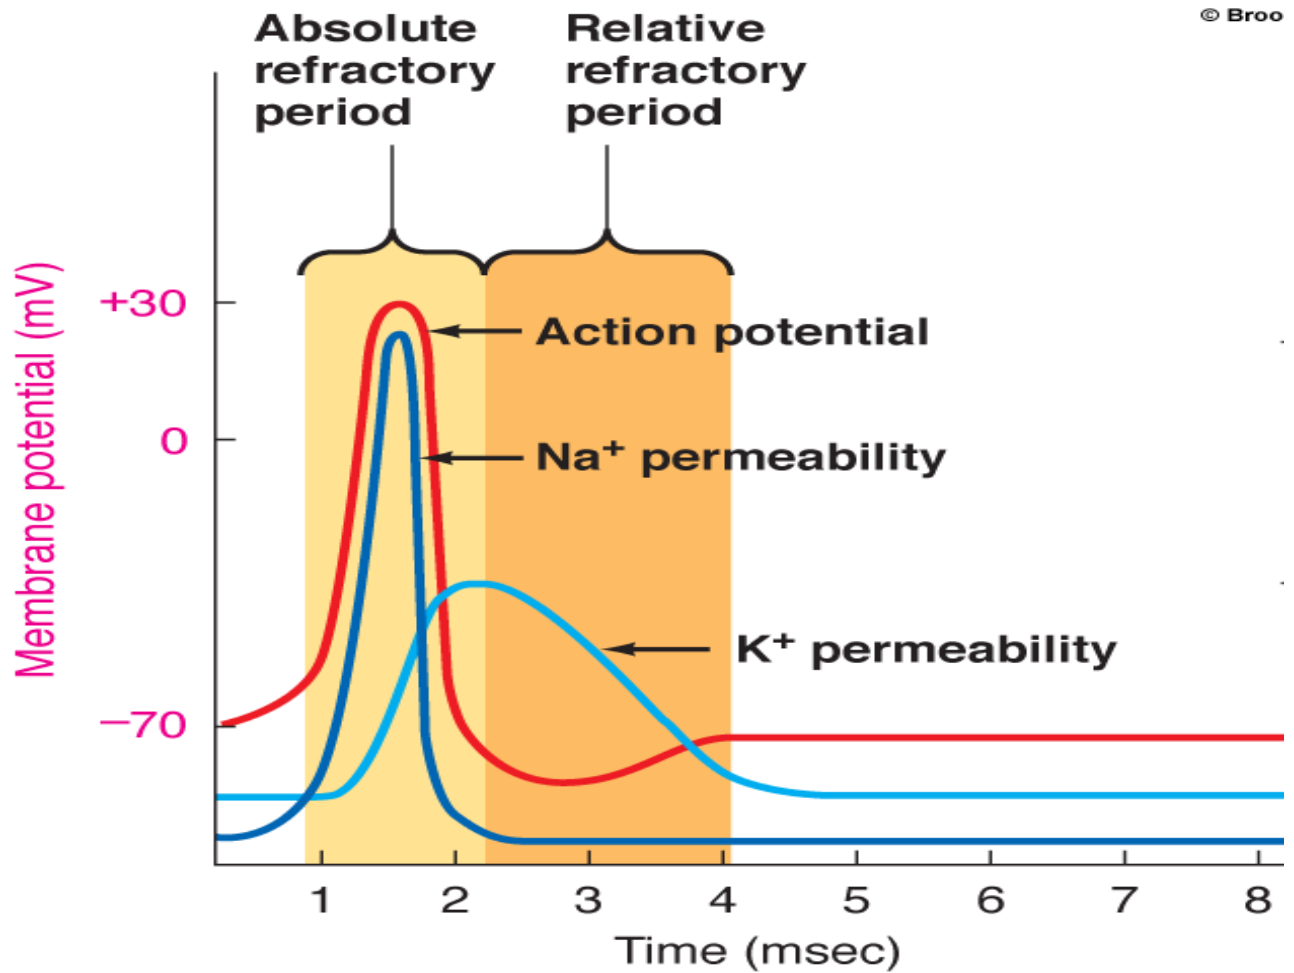 © Broo
Absolute
refractory
period
Relative
refractory
period
Membrane potential (mV)
+30
0
−70
Action potential
Na+ permeability
K+ permeability
1 2 3 4 5 6 7 8
Time (msec)